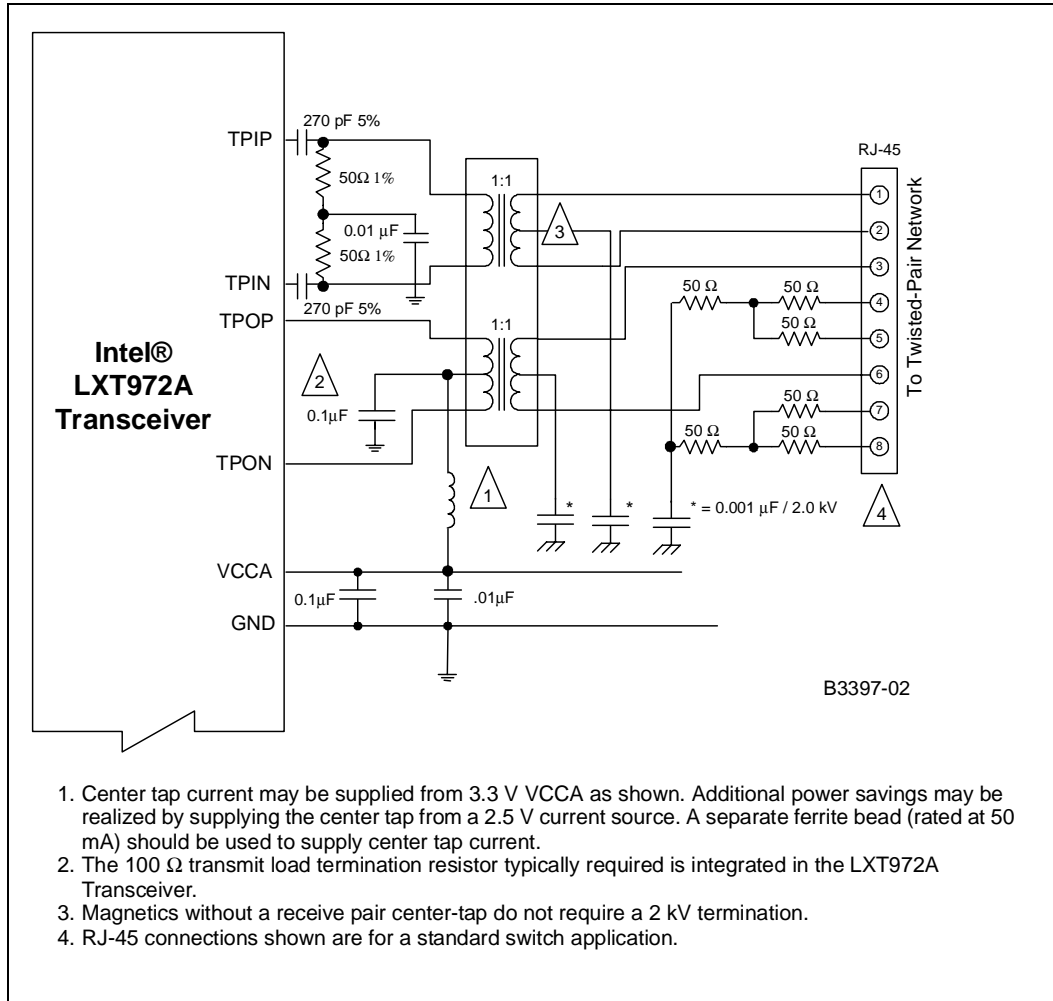 270 pF 5%
TPIP
50Ω 1%
0.01 µF
50Ω 1%
TPIN
270 pF 5%
TPOP
Intel®
LXT972A
Transceiver
2
0.1µF
TPON
1:1
3
1:1
1
RJ-45
1
2
3
4
5
6
7
8
To Twisted-Pair Network
50 Ω
50 Ω
50 Ω
50 Ω
50 Ω
50 Ω
*
*
* = 0.001 µF / 2.0 kV
4
VCCA
0.1µF
.01µF
GND
B3397-02
1. Center tap current may be supplied from 3.3 V VCCA as shown. Additional power savings may be
realized by supplying the center tap from a 2.5 V current source. A separate ferrite bead (rated at 50
mA) should be used to supply center tap current.
2. The 100 Ω transmit load termination resistor typically required is integrated in the LXT972A
Transceiver.
3. Magnetics without a receive pair center-tap do not require a 2 kV termination.
4. RJ-45 connections shown are for a standard switch application.